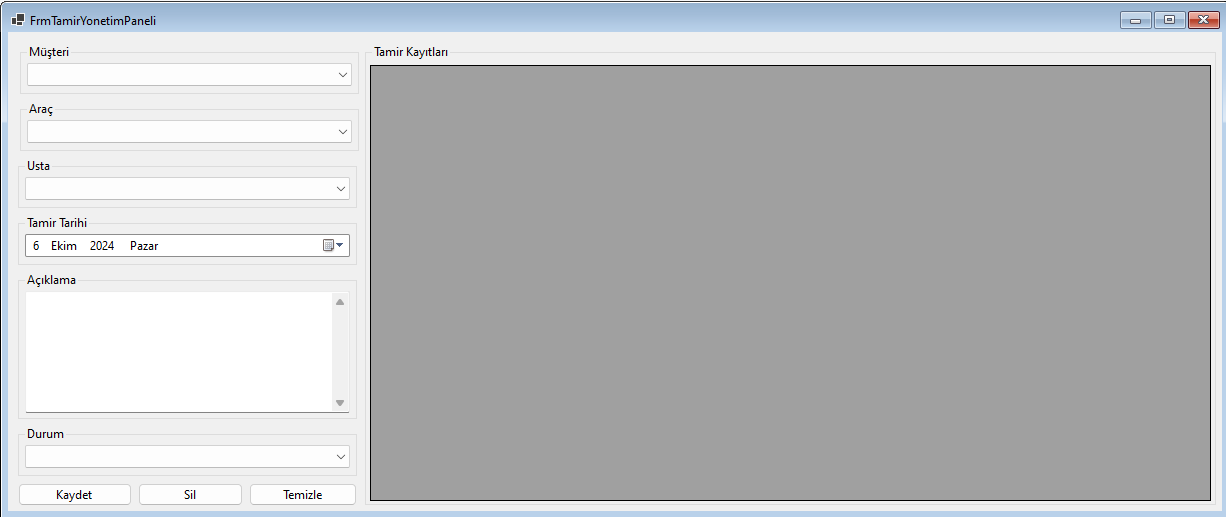 FrmTamirYonetimPaneli
Müşteri
Araç
Usta
Tamir Tarihi
6 Ekim 2024 Pazar
Açıklama
Durum
Kaydet Sil Temizle
Tamir Kayıtları